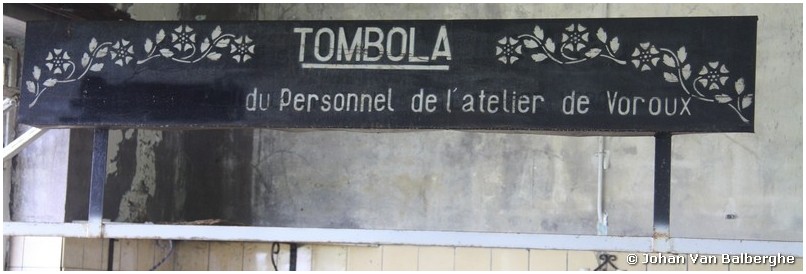 TOMBOLA
du Personnel de l'atelier de Voroux
© Johan Van Balberghe